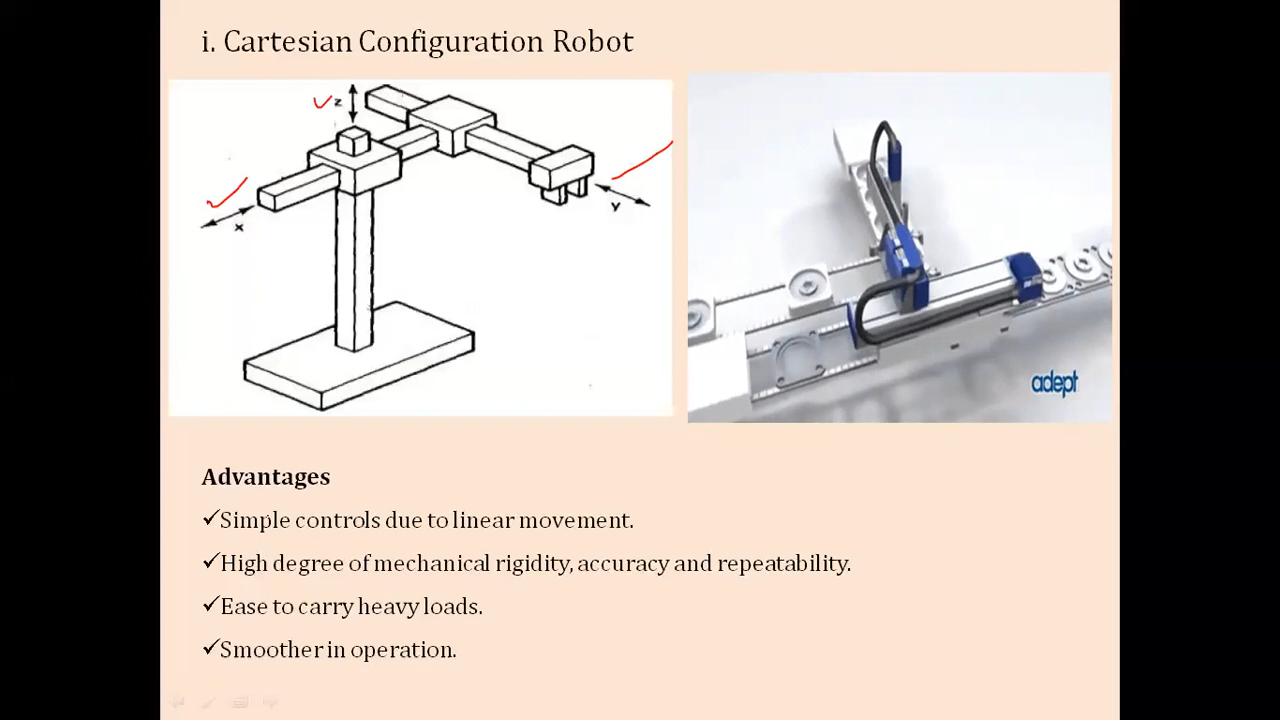 i. Cartesian Configuration Robot
z
x
y
adept
Advantages
✓Simple controls due to linear movement.
✓High degree of mechanical rigidity, accuracy and repeatability.
✓Ease to carry heavy loads.
✓Smoother in operation.